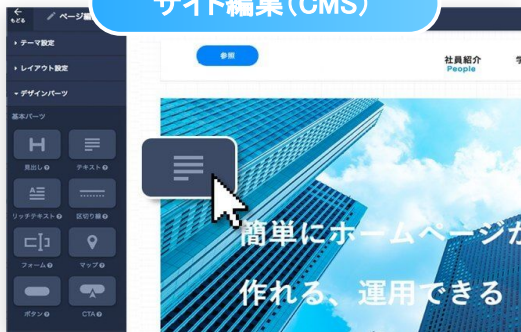 サイト編集（CMS）
もどる
ページ編
テーマ設定
レイアウト設定
デザインパーツ
基本パーツ
見出し
テキスト
リッチテキスト
区切り線
フォーム
マップ
ボタン
CTA
参照
社員紹介
People
簡単にホームページが
作れる、運用できる